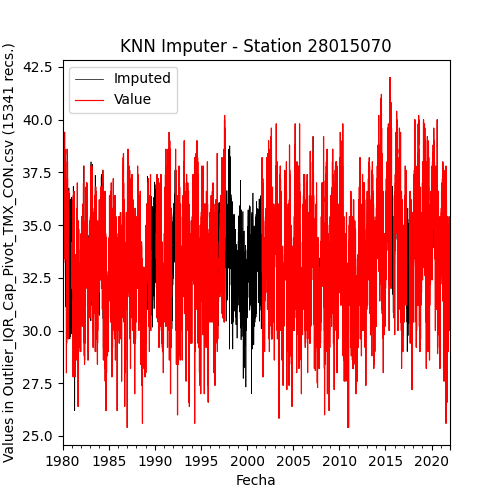 KNN Imputer - Station 28015070
Imputed
Value
Values in Outlier_IQR_Cap_Pivot_TMX_CON.csv (15341 recs.)
42.5
40.0
37.5
35.0
32.5
30.0
27.5
25.0
1980 1985 1990 1995 2000 2005 2010 2015 2020
Fecha